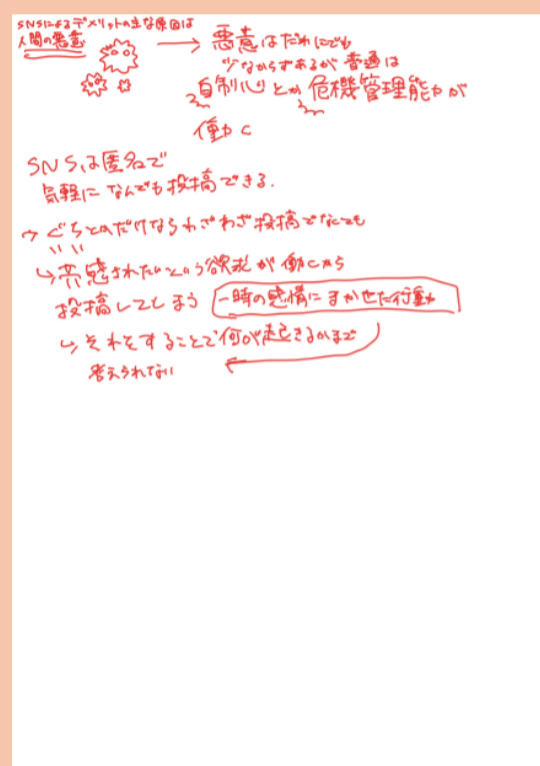 SNSによるデメリットの主な原因は
人間の悪意
悪意はだれにでも
少なからずあるが 普通は
自制心とか危機管理能力が
働く
SNSは匿名で
気軽になんでも投稿できる.
ぐちとかだけならわざわざ投稿しなくても
共感されたいという欲求が働くから
投稿してしまう 一時の感情にまかせた行動
それをすることで何が起きるかまで
考えられない